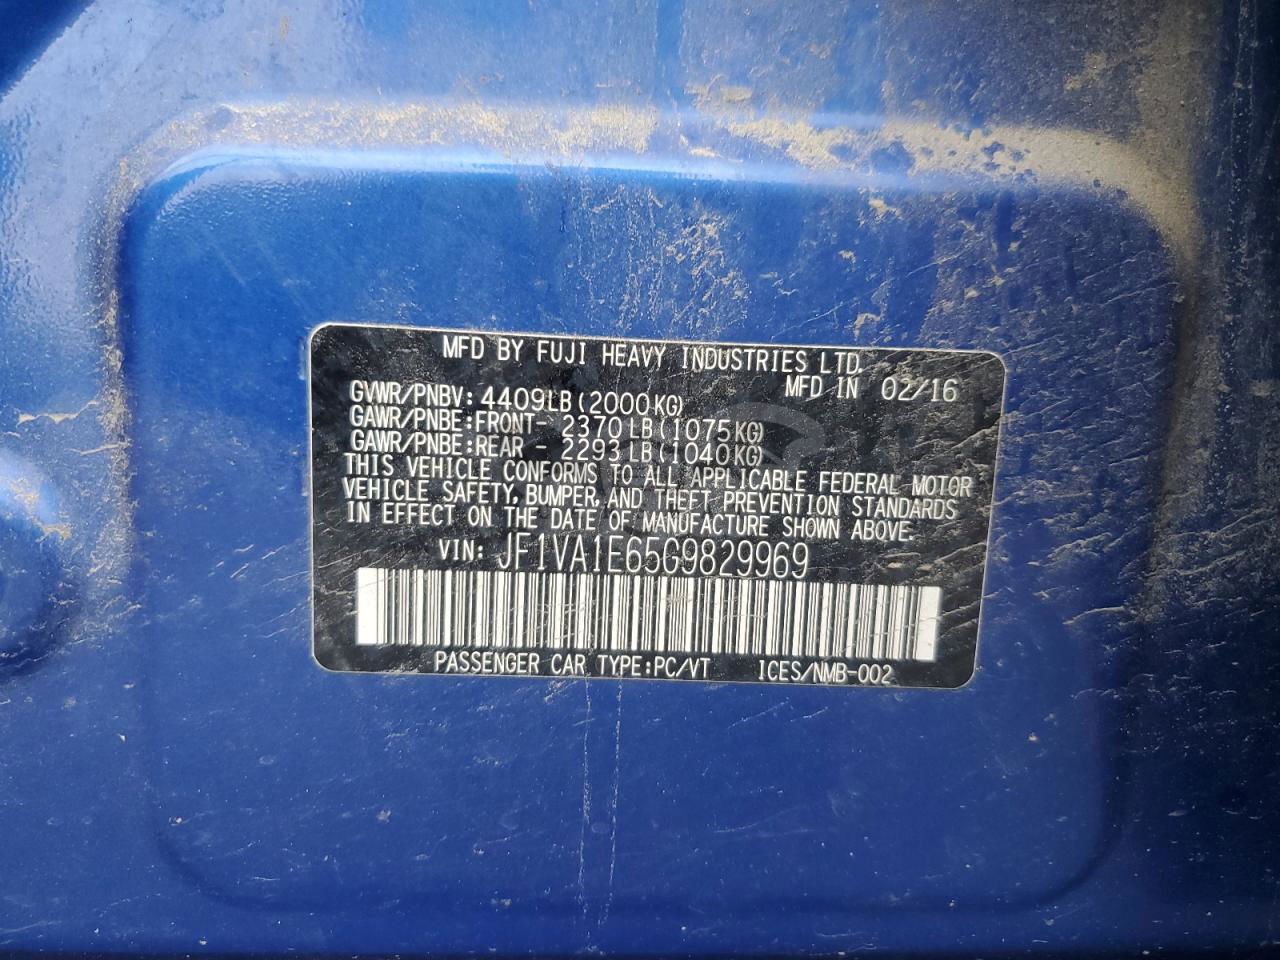 MFD BY FUJI HEAVY INDUSTRIES LTD.
MFD IN 02/16
GVWR/PNBV: 4409LB(2000KG)
GAWR/PNBE:FRONT- 2370LB(1075KG)
GAWR/PNBE:REAR - 2293LB(1040KG)
THIS VEHICLE CONFORMS TO ALL APPLICABLE FEDERAL MOTOR
VEHICLE SAFETY, BUMPER, AND THEFT PREVENTION STANDARDS
IN EFFECT ON THE DATE OF MANUFACTURE SHOWN ABOVE.
VIN: JF1VA1E65G9829969
PASSENGER CAR TYPE:PC/VT ICES/NMB-002